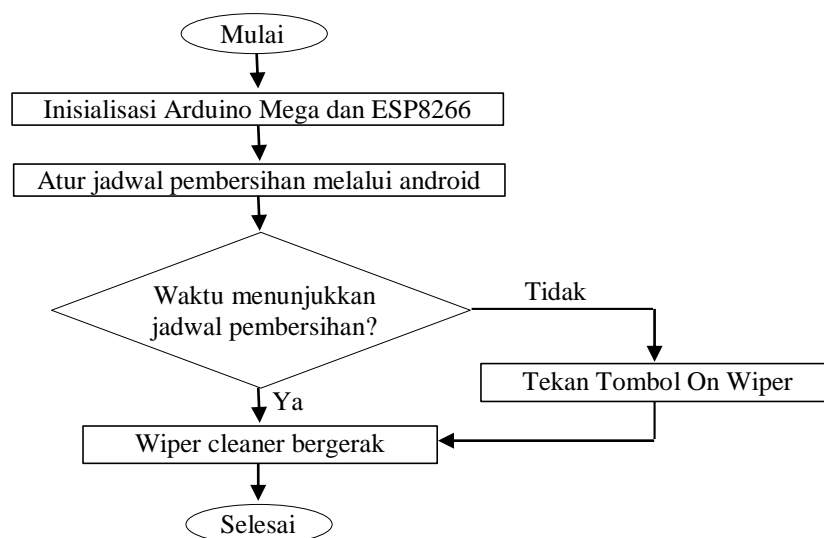 Mulai
Inisialisasi Arduino Mega dan ESP8266
Atur jadwal pembersihan melalui android
Waktu menunjukkan
jadwal pembersihan?
Tidak
Tekan Tombol On Wiper
Ya
Wiper cleaner bergerak
Selesai